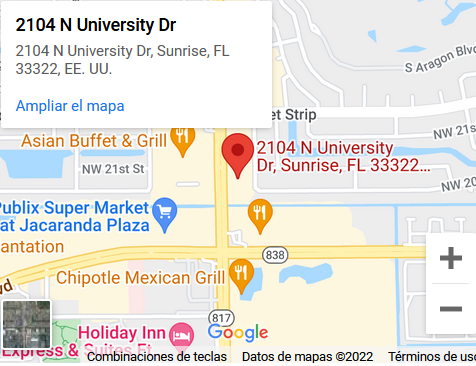 2104 N University Dr
2104 N University Dr, Sunrise, FL
33322, EE. UU.
Ampliar el mapa
S Aragon Blvd
et Strip
NW 21
Asian Buffet & Grill
NW 21st St
2104 N University
Dr, Sunrise, FL 33322...
NW 20
Publix Super Market
at Jacaranda Plaza
antation
838
vd
Chipotle Mexican Grill
817
Google
Holiday Inn
Express & Suites
Combinaciones de teclas
Datos de mapas ©2022
Términos de uso